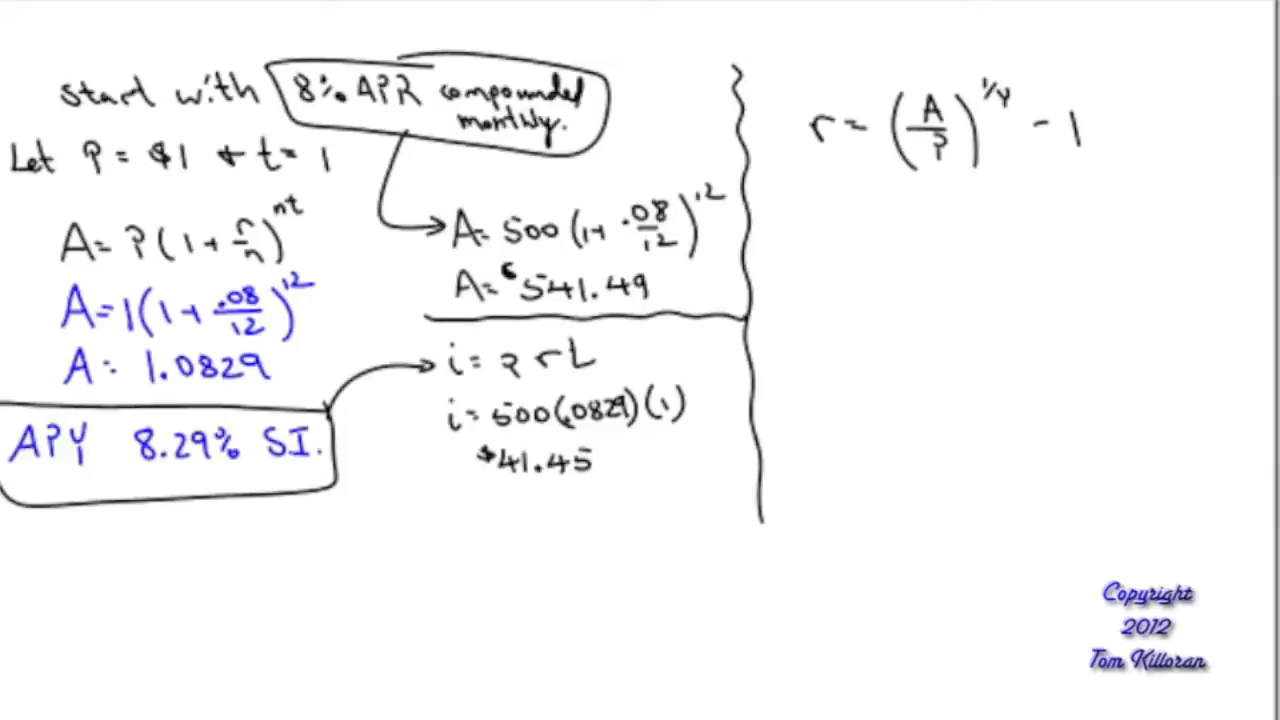 start with 8% APR compounded
monthly.
Let P = $1 & t = 1
A = P(1 + r/n)^nt
A = 1(1 + .08/12)^12
A = 1.0829
APY 8.29% SI.
A = 500(1 + .08/12)^12
A = $541.49
i = P r t
i = 500(.0829)(1)
$41.45
r = (A/P)^1/Y - 1
Copyright
2012
Tom Killoran